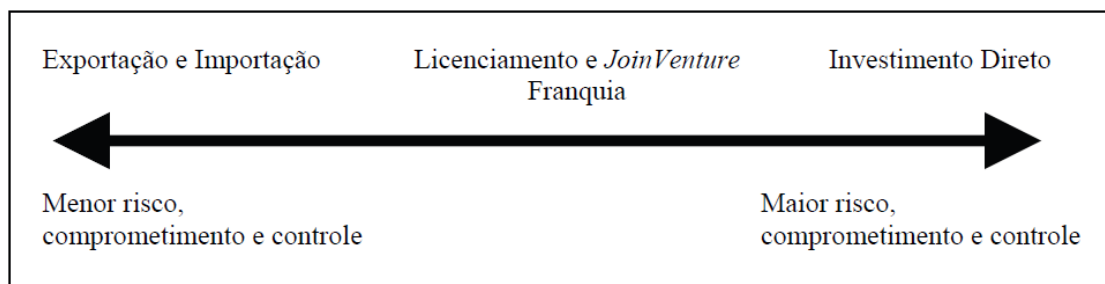 Exportação e Importação
Licenciamento e JoinVenture
Franquia
Investimento Direto
Menor risco,
comprometimento e controle
Maior risco,
comprometimento e controle